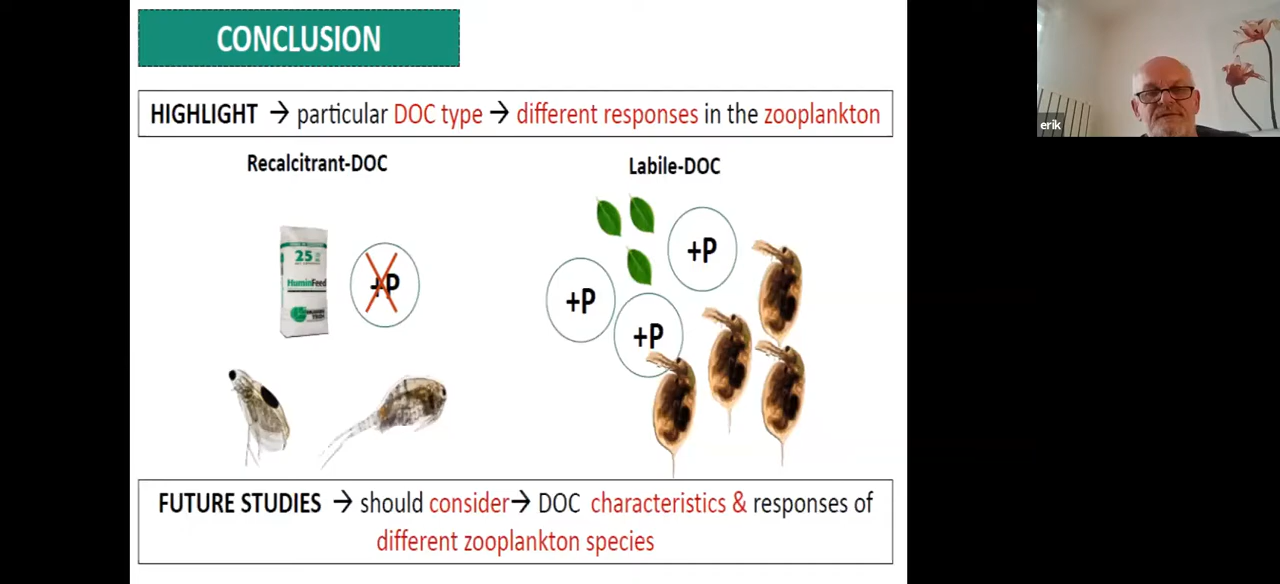 CONCLUSION
HIGHLIGHT → particular DOC type → different responses in the zooplankton
Recalcitrant-DOC
Labile-DOC
25
HuminFeed
+P
+P
+P
+P
FUTURE STUDIES → should consider→ DOC characteristics & responses of
different zooplankton species
erik